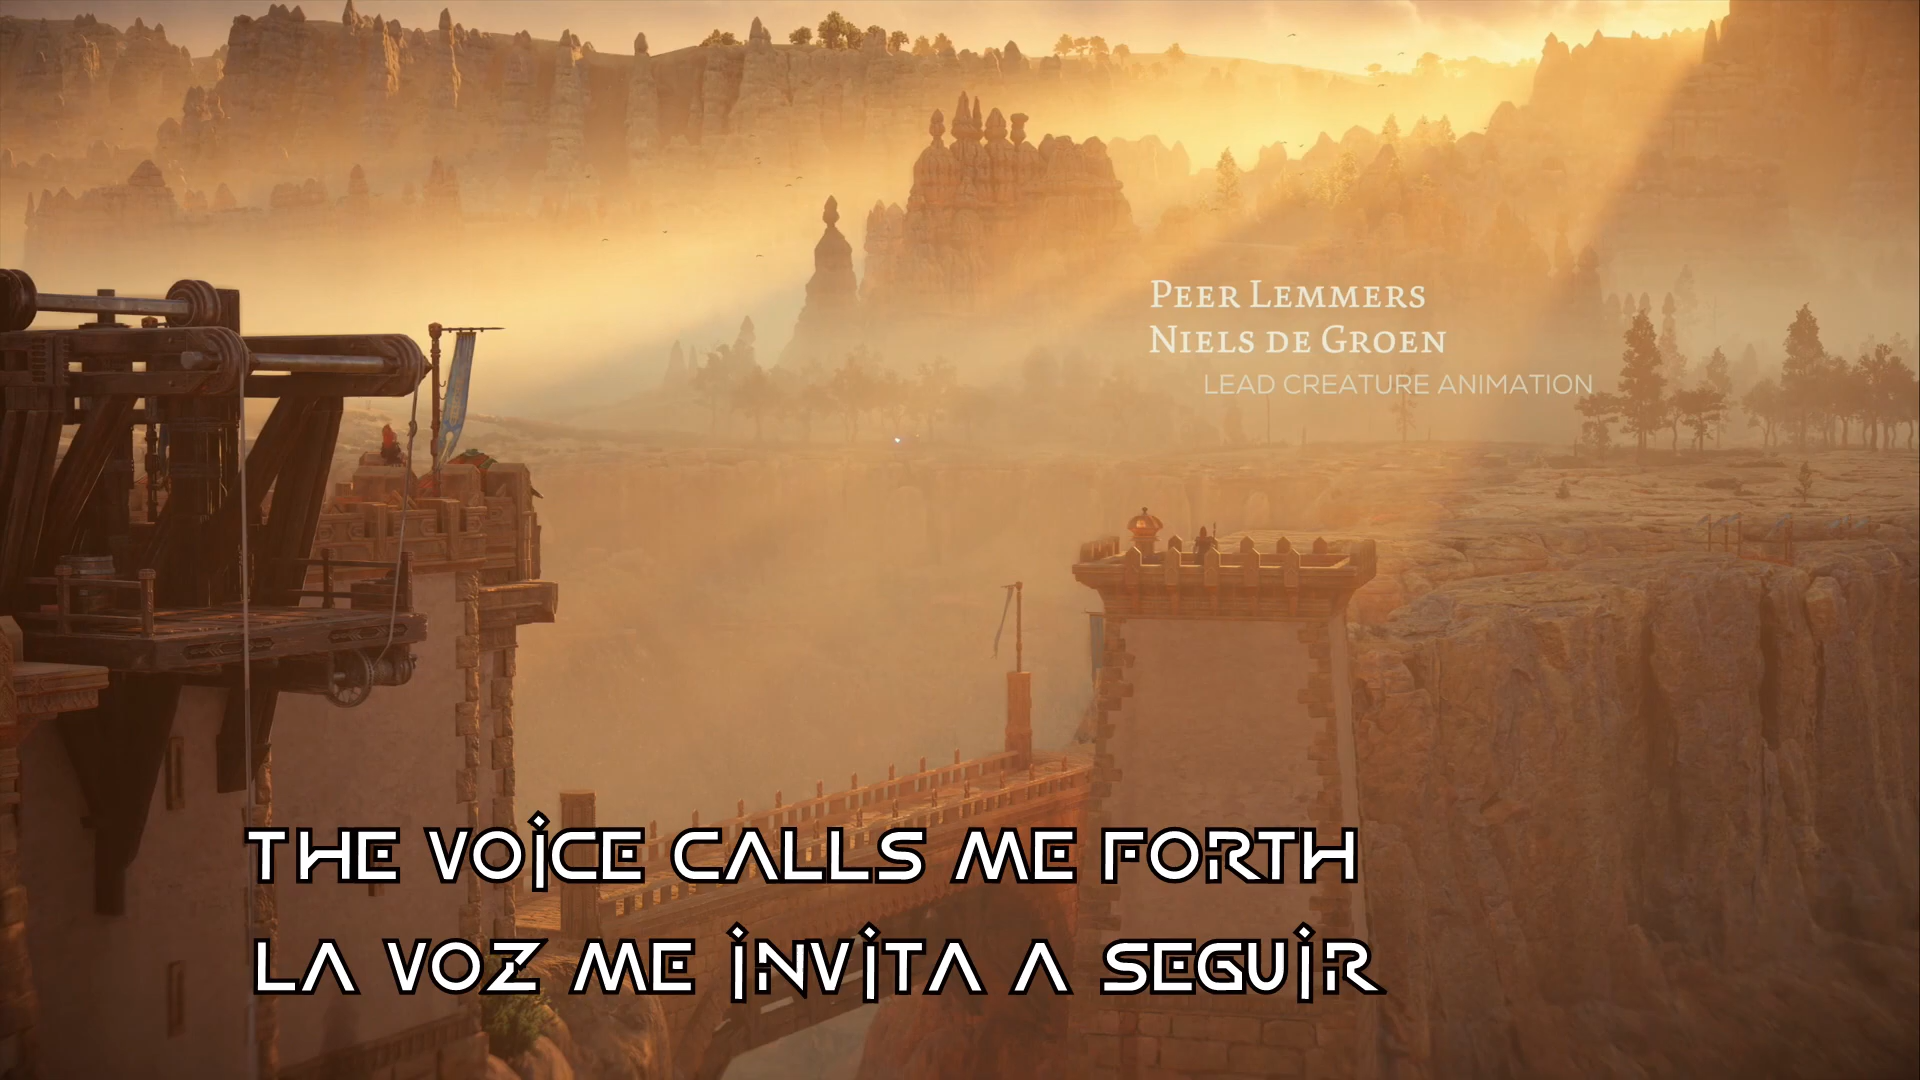 Peer Lemmers
Niels de Groen
LEAD CREATURE ANIMATION
THE VOiCE CALLS ME FORTH
LA VOZ ME iNViTA A SEGUiR